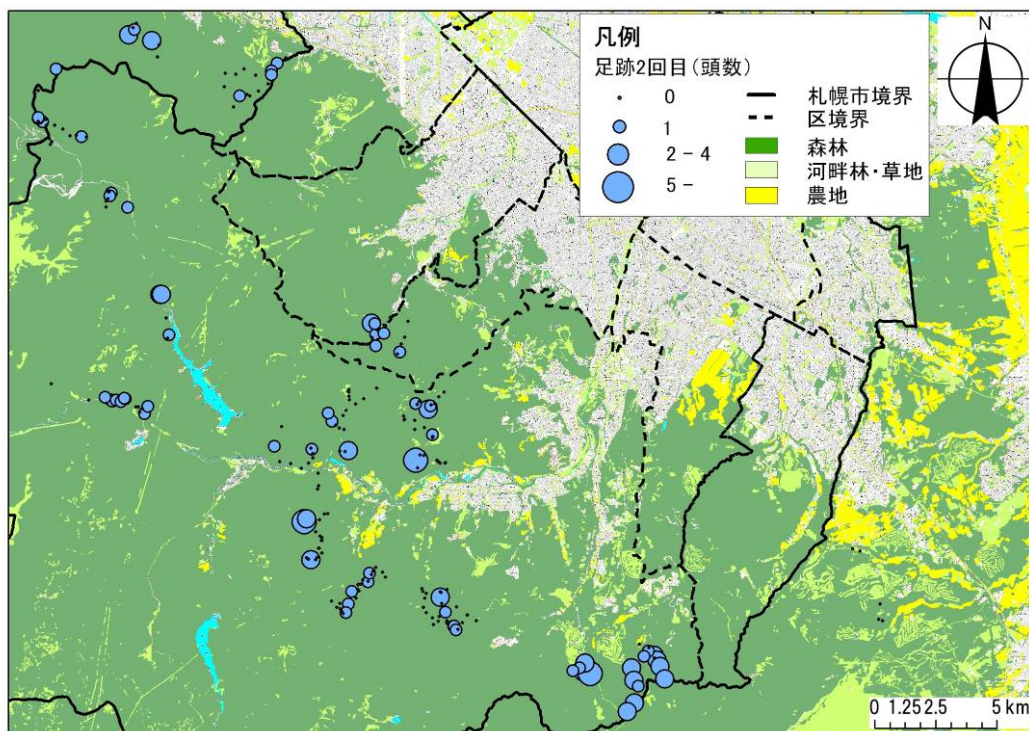 凡例
足跡2回目(頭数)
0
1
2 - 4
5 -
札幌市境界
区境界
森林
河畔林・草地
農地
N
0 1.25 2.5 5 km